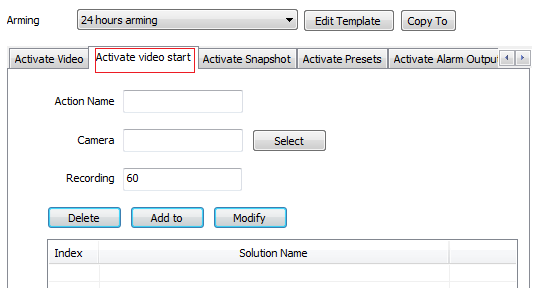 Arming 24 hours arming Edit Template Copy To
Activate Video Activate video start Activate Snapshot Activate Presets Activate Alarm Output
Action Name
Camera Select
Recording 60
Delete Add to Modify
Index Solution Name